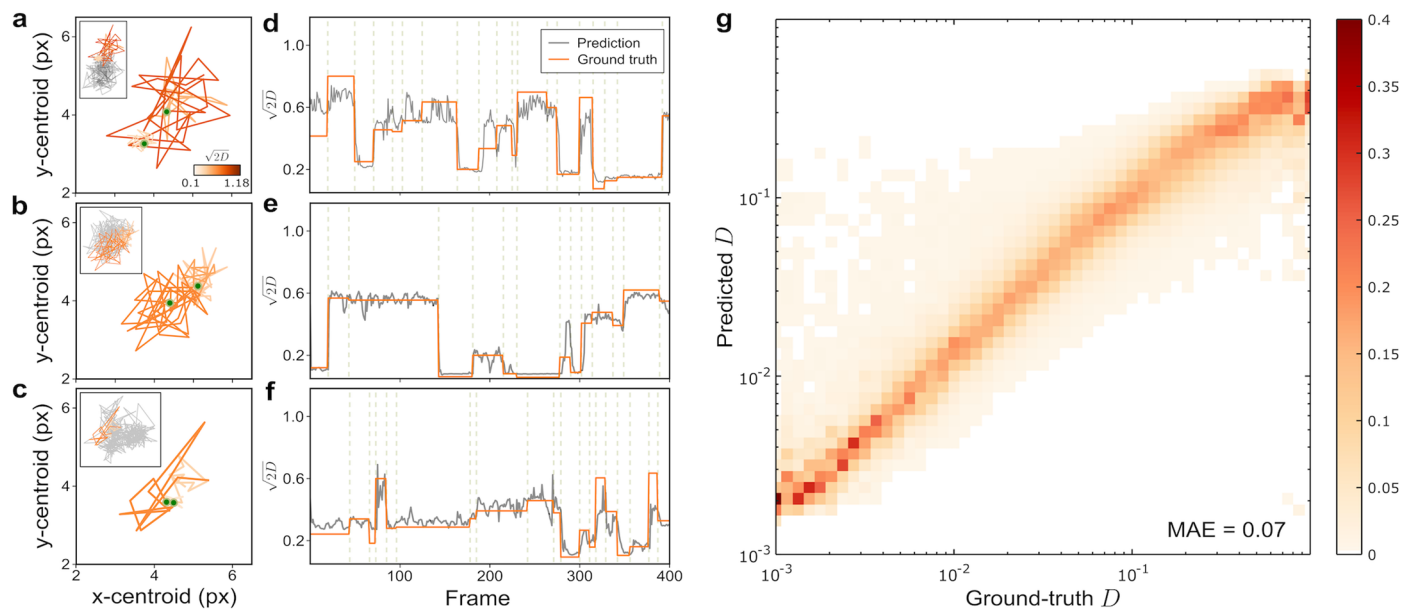 a
y-centroid (px)
6
4
2
√2D
0.1 1.18
b
y-centroid (px)
6
4
2
c
y-centroid (px)
6
4
2
2 4 6
x-centroid (px)
d
√2D
1.0
0.6
0.2
Prediction
Ground truth
e
√2D
1.0
0.6
0.2
f
√2D
1.0
0.6
0.2
100 200 300 400
Frame
g
Predicted D
10⁻¹
10⁻²
10⁻³
MAE = 0.07
10⁻³ 10⁻² 10⁻¹
Ground-truth D
0.4
0.35
0.3
0.25
0.2
0.15
0.1
0.05
0